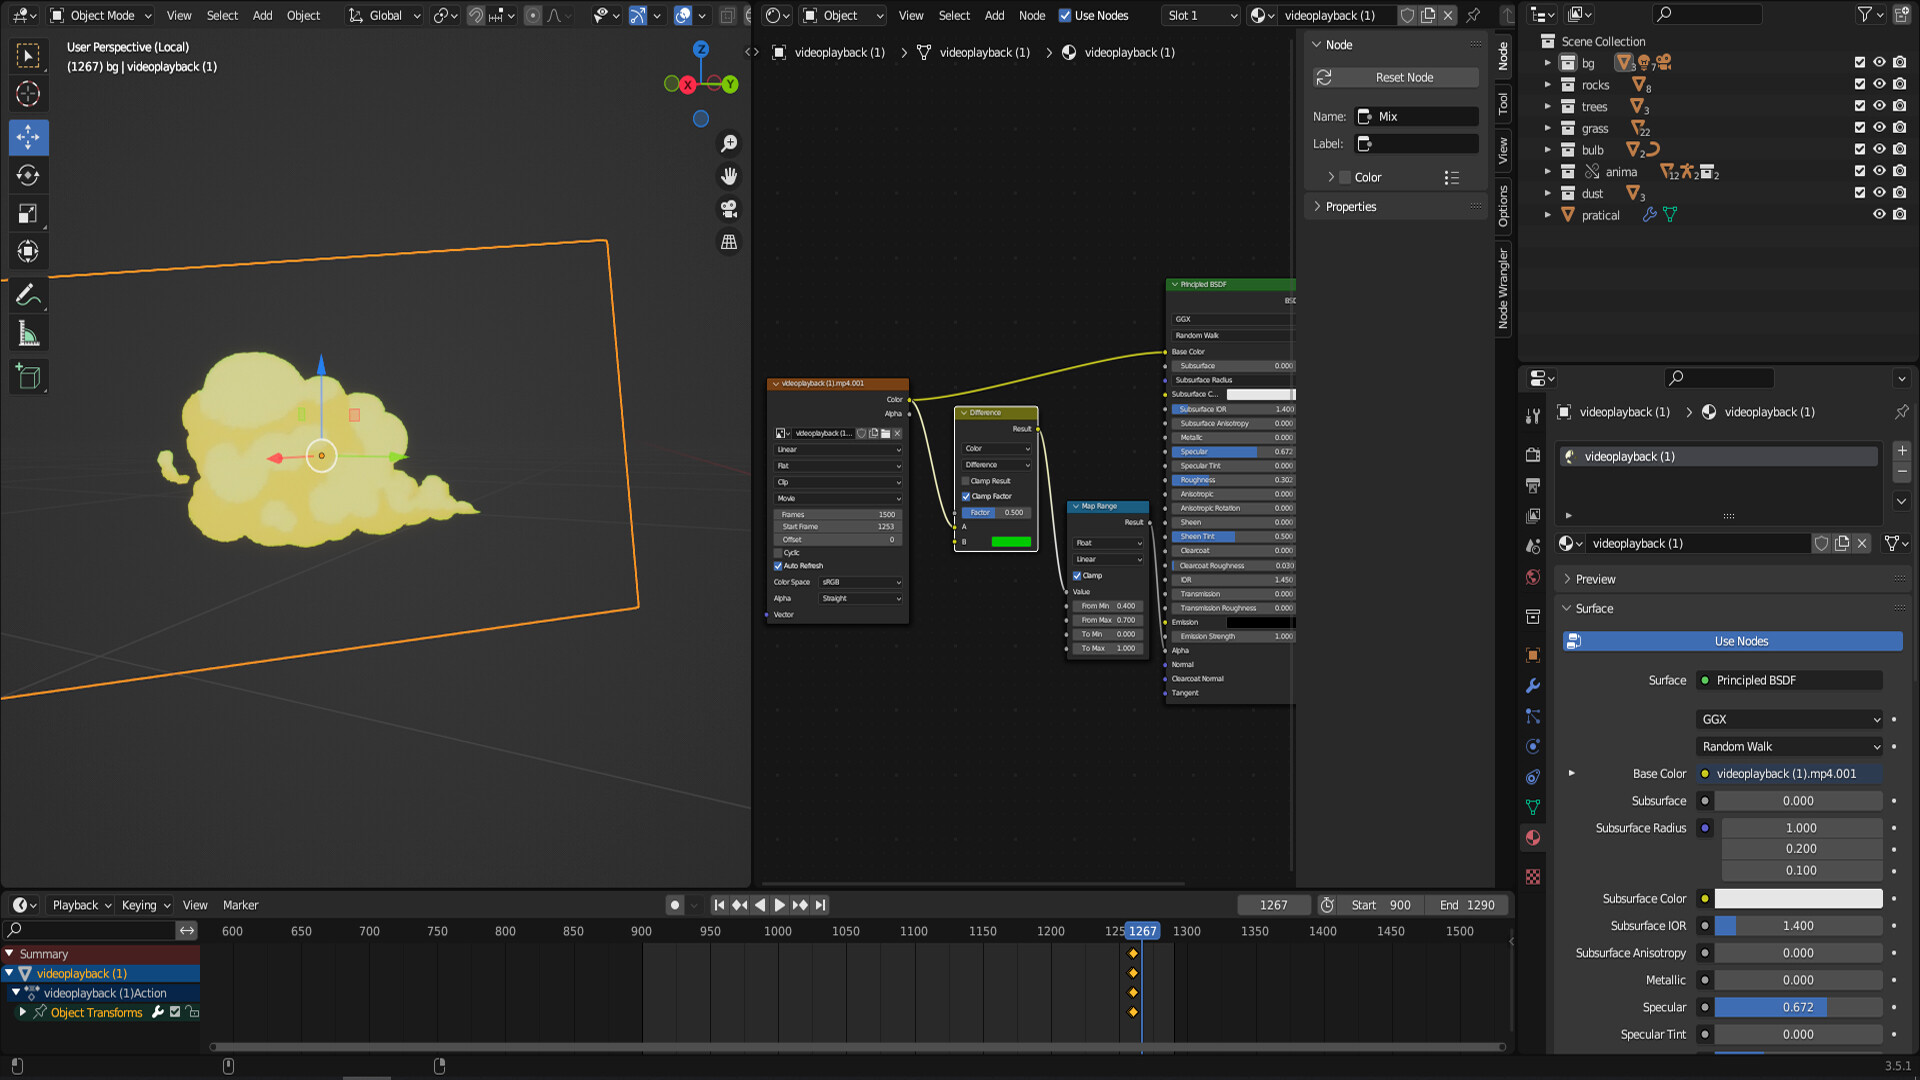 Object Mode View Select Add Object Global
Object View Select Add Node Use Nodes Slot 1 videoplayback (1)
User Perspective (Local)
(1267) bg | videoplayback (1)
Z
X
Y
videoplayback (1) videoplayback (1) videoplayback (1)
Node
Reset Node
Name: Mix
Label:
Color
Properties
Node
Tool
View
Options
Node Wrangler
Scene Collection
bg 3 7
rocks 8
trees 3
grass 22
bulb 2
anima 12 2 2
dust 3
pratical
videoplayback (1).mp4.001
Color
Alpha
videoplayback (1...
Linear
Flat
Clip
Movie
Frames 1500
Start Frame 1253
Offset 0
Cyclic
Auto Refresh
Color Space sRGB
Alpha Straight
Vector
Difference
Result
Color
Difference
Clamp Result
Clamp Factor
Factor 0.500
A
B
Map Range
Result
Float
Linear
Clamp
Value
From Min 0.400
From Max 0.700
To Min 0.000
To Max 1.000
Principled BSDF
BSD
GGX
Random Walk
Base Color
Subsurface 0.000
Subsurface Radius
Subsurface C...
Subsurface IOR 1.400
Subsurface Anisotropy 0.000
Metallic 0.000
Specular 0.672
Specular Tint 0.000
Roughness 0.302
Anisotropic 0.000
Anisotropic Rotation 0.000
Sheen 0.000
Sheen Tint 0.500
Clearcoat 0.000
Clearcoat Roughness 0.030
IOR 1.450
Transmission 0.000
Transmission Roughness 0.000
Emission
Emission Strength 1.000
Alpha
Normal
Clearcoat Normal
Tangent
videoplayback (1) videoplayback (1)
videoplayback (1)
videoplayback (1)
Preview
Surface
Use Nodes
Surface Principled BSDF
GGX
Random Walk
Base Color videoplayback (1).mp4.001
Subsurface 0.000
Subsurface Radius 1.000
0.200
0.100
Subsurface Color
Subsurface IOR 1.400
Subsurface Anisotropy 0.000
Metallic 0.000
Specular 0.672
Specular Tint 0.000
Playback Keying View Marker 1267 Start 900 End 1290
600 650 700 750 800 850 900 950 1000 1050 1100 1150 1200 125 1267 1300 1350 1400 1450 1500
Summary
videoplayback (1)
videoplayback (1)Action
Object Transforms
3.5.1